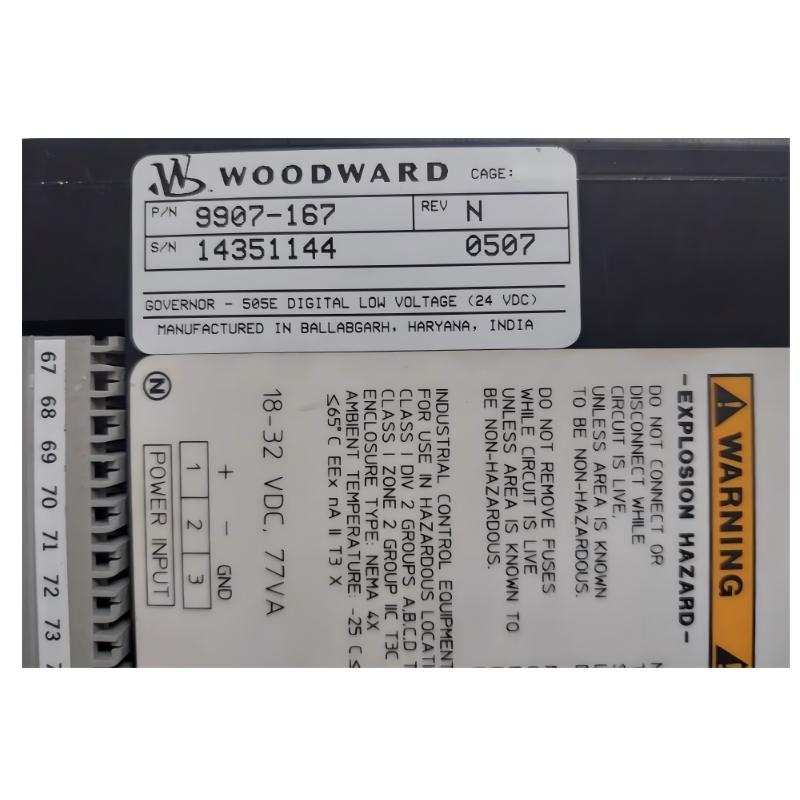 WOODWARD CAGE:
P/N 9907-167 REV N
S/N 14351144 0507
GOVERNOR - 505E DIGITAL LOW VOLTAGE (24 VDC)
MANUFACTURED IN BALLABGARH, HARYANA, INDIA
67
68
69
70
71
72
73
WARNING
-EXPLOSION HAZARD-
DO NOT CONNECT OR
DISCONNECT WHILE
CIRCUIT IS LIVE,
UNLESS AREA IS KNOWN
TO BE NON-HAZARDOUS.
DO NOT REMOVE FUSES
WHILE CIRCUIT IS LIVE
UNLESS AREA IS KNOWN TO
BE NON-HAZARDOUS.
INDUSTRIAL CONTROL EQUIPMENT
FOR USE IN HAZARDOUS LOCATI
CLASS I DIV 2 GROUPS A,B,C,D T
CLASS I ZONE 2 GROUP IIC T3C
ENCLOSURE TYPE: NEMA 4X
AMBIENT TEMPERATURE: -25 C≤
≤65°C EEx nA II T3 X
18-32 VDC, 77VA
+ - GND
1 2 3
POWER INPUT
N